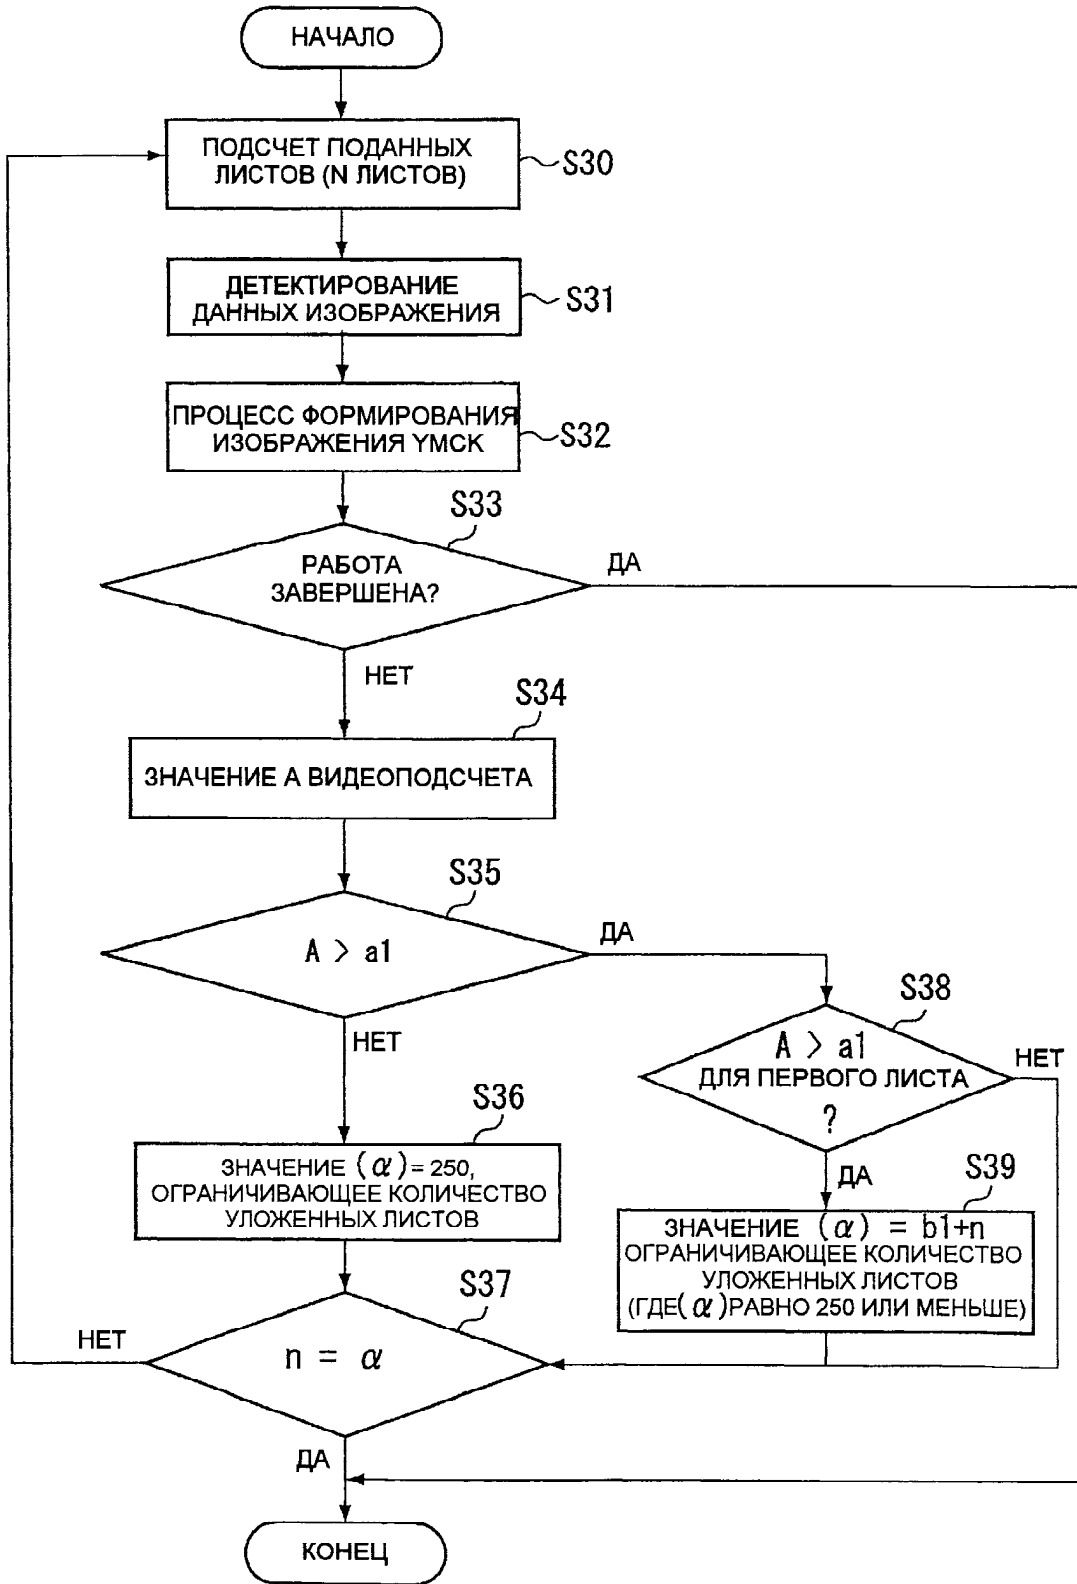 НАЧАЛО
ПОДСЧЕТ ПОДАННЫХ
ЛИСТОВ (N ЛИСТОВ)
S30
ДЕТЕКТИРОВАНИЕ
ДАННЫХ ИЗОБРАЖЕНИЯ
S31
ПРОЦЕСС ФОРМИРОВАНИЯ
ИЗОБРАЖЕНИЯ YMCK
S32
S33
РАБОТА
ЗАВЕРШЕНА?
ДА
НЕТ
S34
ЗНАЧЕНИЕ А ВИДЕОПОДСЧЕТА
S35
A > a1
ДА
НЕТ
S38
A > a1
ДЛЯ ПЕРВОГО ЛИСТА
?
НЕТ
ДА
S36
ЗНАЧЕНИЕ (α) = 250,
ОГРАНИЧИВАЮЩЕЕ КОЛИЧЕСТВО
УЛОЖЕННЫХ ЛИСТОВ
S39
ЗНАЧЕНИЕ (α) = b1+n
ОГРАНИЧИВАЮЩЕЕ КОЛИЧЕСТВО
УЛОЖЕННЫХ ЛИСТОВ
(ГДЕ(α)РАВНО 250 ИЛИ МЕНЬШЕ)
S37
n = α
НЕТ
ДА
КОНЕЦ